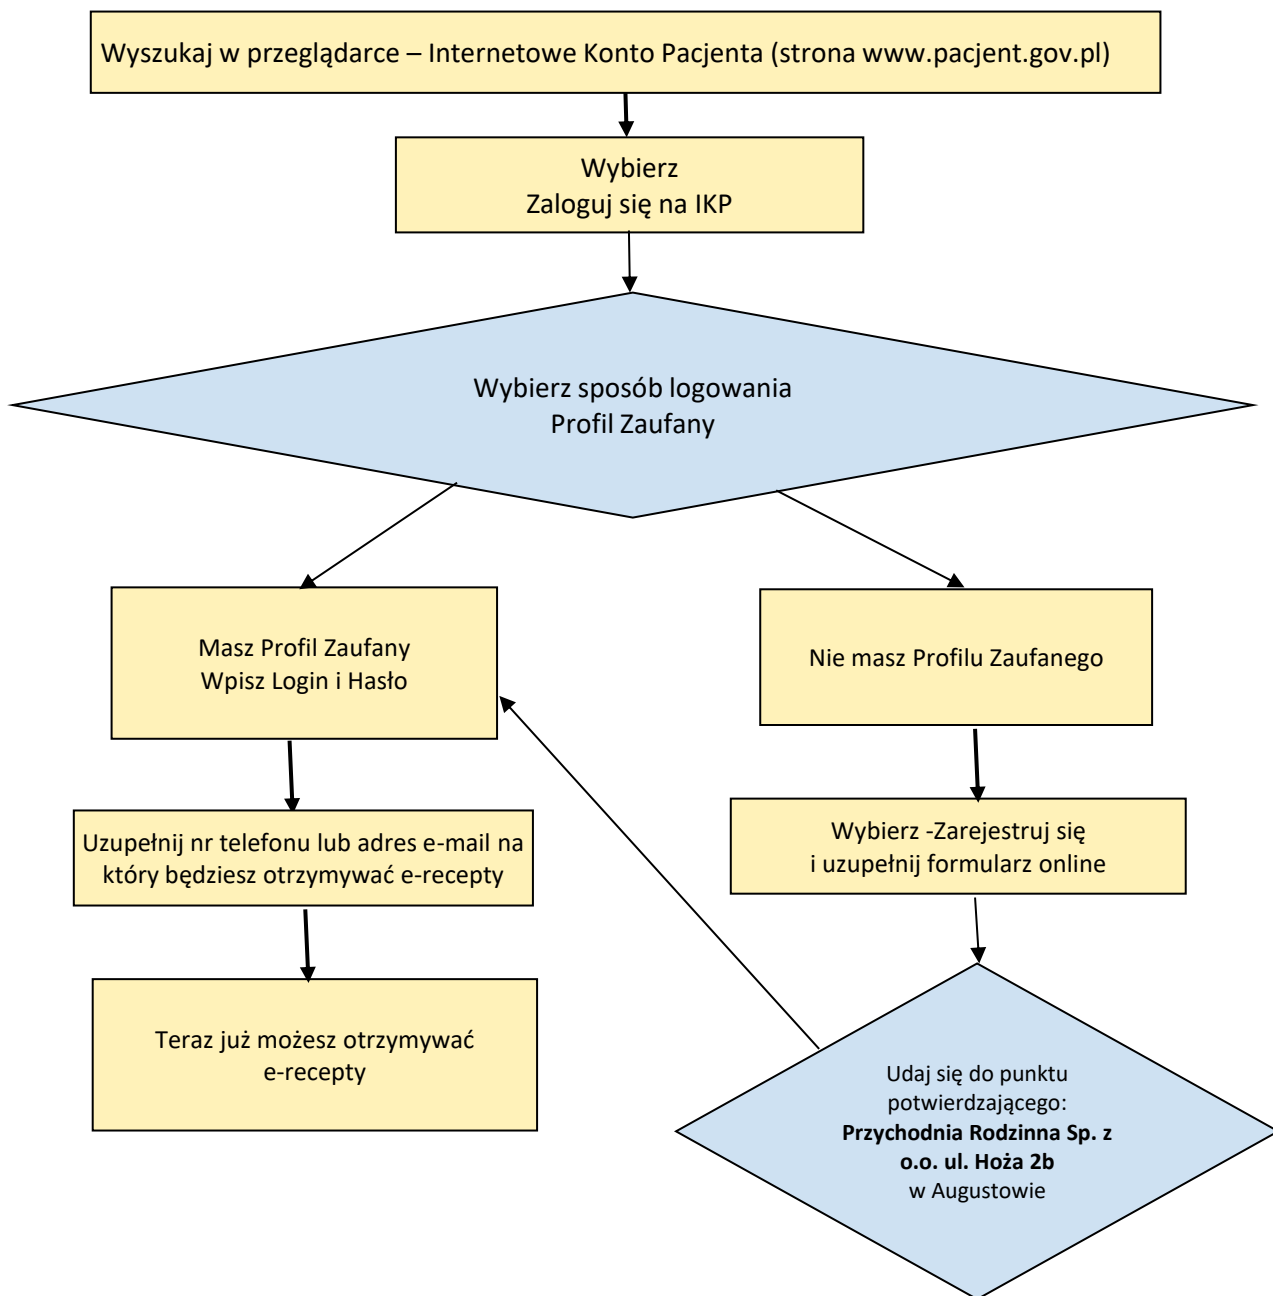 Wyszukaj w przeglądarce – Internetowe Konto Pacjenta (strona www.pacjent.gov.pl)
Wybierz
Zaloguj się na IKP
Wybierz sposób logowania
Profil Zaufany
Masz Profil Zaufany
Wpisz Login i Hasło
Nie masz Profilu Zaufanego
Uzupełnij nr telefonu lub adres e-mail na
który będziesz otrzymywać e-recepty
Wybierz -Zarejestruj się
i uzupełnij formularz online
Teraz już możesz otrzymywać
e-recepty
Udaj się do punktu
potwierdzającego:
Przychodnia Rodzinna Sp. z
o.o. ul. Hoża 2b
w Augustowie